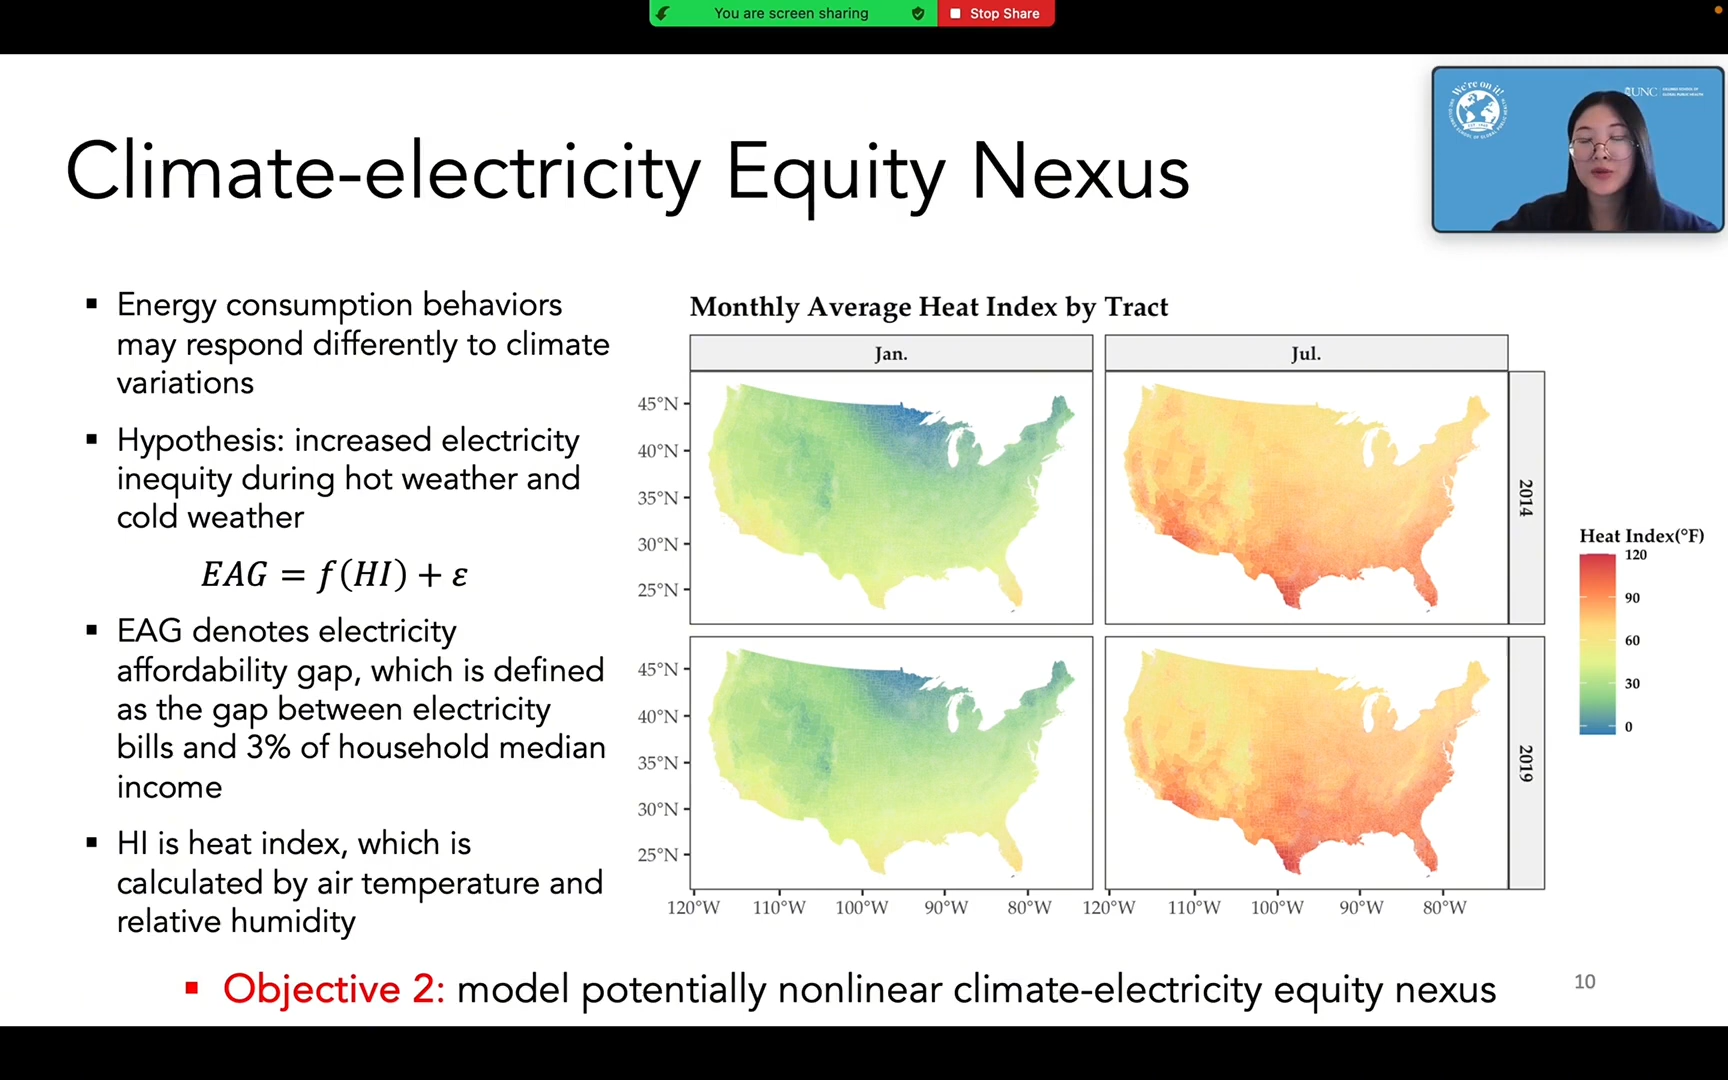 You are screen sharing
Stop Share
We're on it!
UNC
Climate-electricity Equity Nexus
▪ Energy consumption behaviors
may respond differently to climate
variations
▪ Hypothesis: increased electricity
inequity during hot weather and
cold weather
EAG = f(HI) + ε
▪ EAG denotes electricity
affordability gap, which is defined
as the gap between electricity
bills and 3% of household median
income
▪ HI is heat index, which is
calculated by air temperature and
relative humidity
Monthly Average Heat Index by Tract
Jan.
Jul.
45°N
40°N
35°N
30°N
25°N
2014
45°N
40°N
35°N
30°N
25°N
2019
120°W 110°W 100°W 90°W 80°W
120°W 110°W 100°W 90°W 80°W
Heat Index(°F)
120
90
60
30
0
▪ Objective 2: model potentially nonlinear climate-electricity equity nexus
10